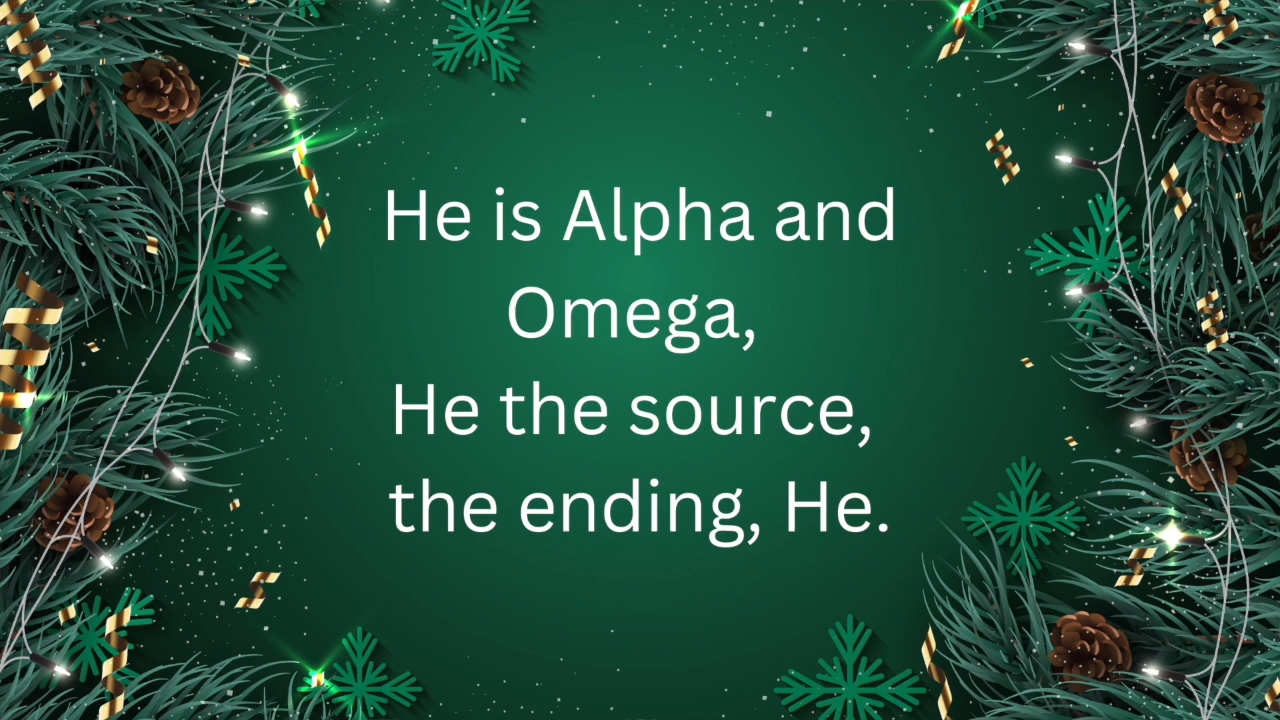 He is Alpha and
Omega,
He the source,
the ending, He.